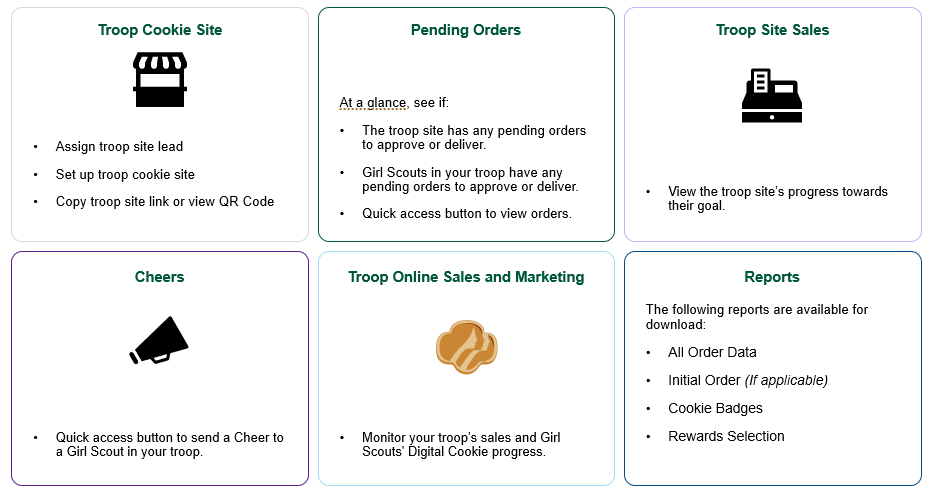 Troop Cookie Site
• Assign troop site lead
• Set up troop cookie site
• Copy troop site link or view QR Code
Pending Orders
At a glance, see if:
• The troop site has any pending orders
to approve or deliver.
• Girl Scouts in your troop have any
pending orders to approve or deliver.
• Quick access button to view orders.
Troop Site Sales
• View the troop site's progress towards
their goal.
Cheers
• Quick access button to send a Cheer to
a Girl Scout in your troop.
Troop Online Sales and Marketing
• Monitor your troop's sales and Girl
Scouts' Digital Cookie progress.
Reports
The following reports are available for
download:
• All Order Data
• Initial Order (If applicable)
• Cookie Badges
• Rewards Selection